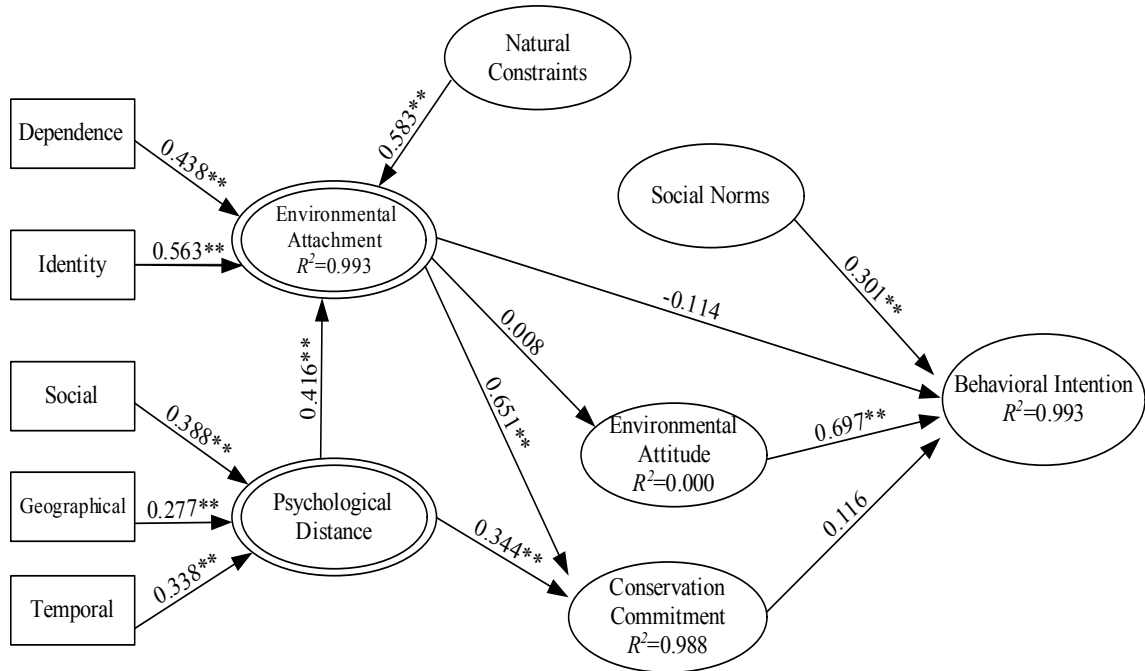 Natural
Constraints
Dependence
0.438**
0.583**
Environmental
Attachment
R²=0.993
Social Norms
Identity
0.563**
0.301**
-0.114
0.008
0.416**
0.651**
Social
0.388**
Behavioral Intention
R²=0.993
Environmental
Attitude
R²=0.000
0.697**
Geographical
0.277**
Psychological
Distance
0.344**
0.116
Temporal
0.338**
Conservation
Commitment
R²=0.988